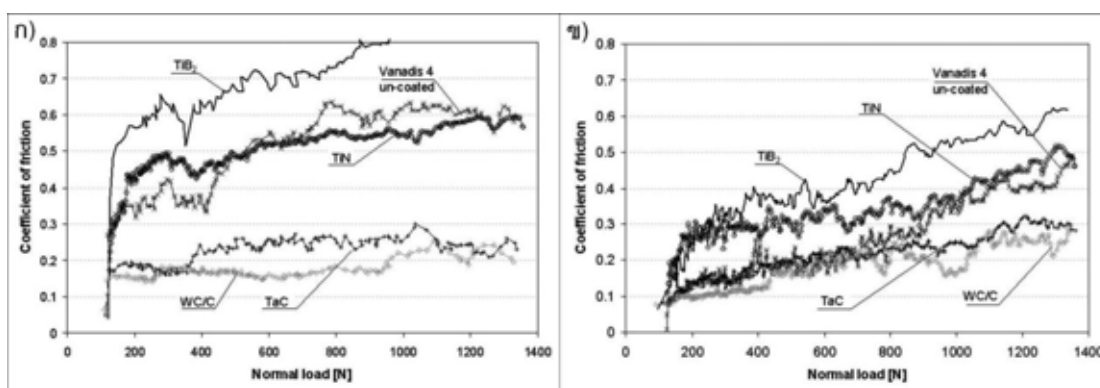 ก)
0.8
0.7
0.6
0.5
0.4
0.3
0.2
0.1
0
Coefficient of friction
TiB₂
Vanadis 4
un-coated
TiN
WC/C
TaC
0 200 400 600 800 1000 1200 1400
Normal load [N]
ข)
0.8
0.7
0.6
0.5
0.4
0.3
0.2
0.1
0
Coefficient of friction
Vanadis 4
un-coated
TiN
TiB₂
TaC
WC/C
0 200 400 600 800 1000 1200 1400
Normal load [N]